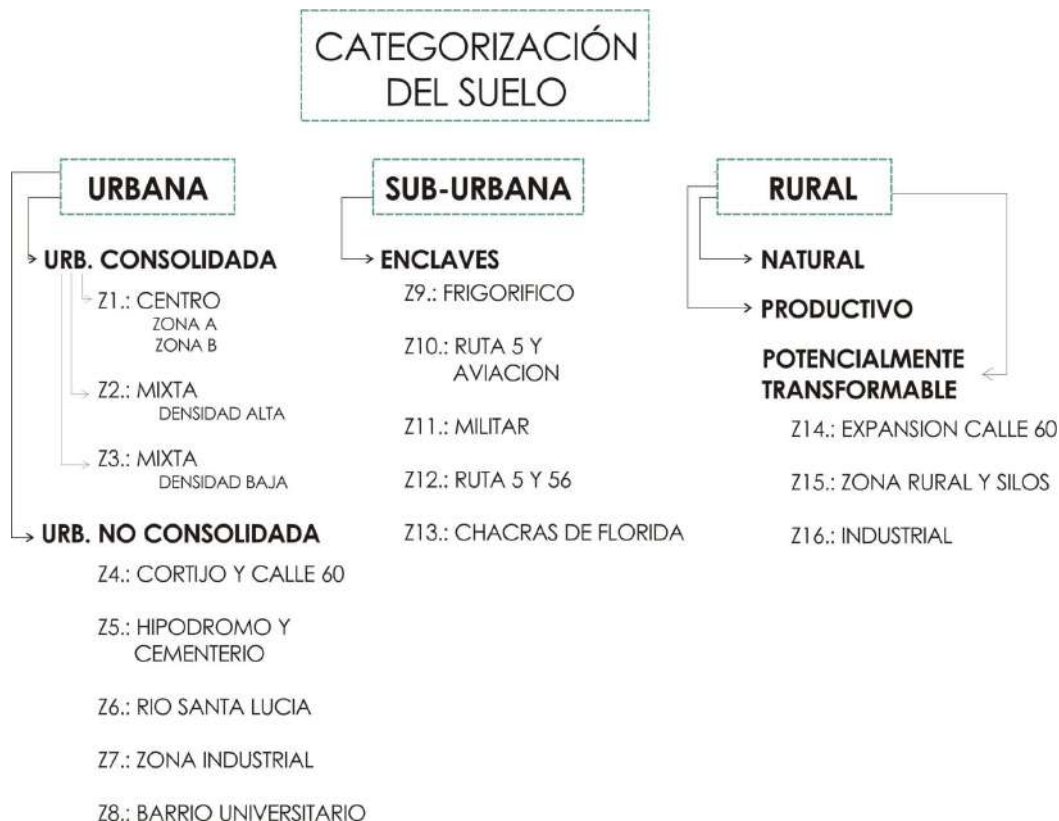 CATEGORIZACIÓN
DEL SUELO
URBANA
URB. CONSOLIDADA
Z1.: CENTRO
ZONA A
ZONA B
Z2.: MIXTA
DENSIDAD ALTA
Z3.: MIXTA
DENSIDAD BAJA
URB. NO CONSOLIDADA
Z4.: CORTIJO Y CALLE 60
Z5.: HIPODROMO Y
CEMENTERIO
Z6.: RIO SANTA LUCIA
Z7.: ZONA INDUSTRIAL
Z8.: BARRIO UNIVERSITARIO
SUB-URBANA
ENCLAVES
Z9.: FRIGORIFICO
Z10.: RUTA 5 Y
AVIACION
Z11.: MILITAR
Z12.: RUTA 5 Y 56
Z13.: CHACRAS DE FLORIDA
RURAL
NATURAL
PRODUCTIVO
POTENCIALMENTE
TRANSFORMABLE
Z14.: EXPANSION CALLE 60
Z15.: ZONA RURAL Y SILOS
Z16.: INDUSTRIAL